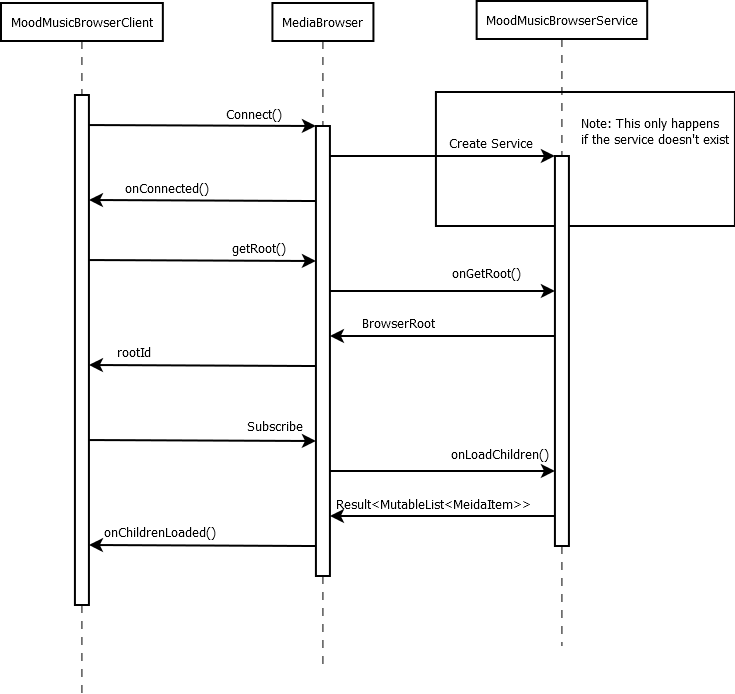 MoodMusicBrowserClient
MediaBrowser
MoodMusicBrowserService
Connect()
Note: This only happens
if the service doesn't exist
Create Service
onConnected()
getRoot()
onGetRoot()
BrowserRoot
rootId
Subscribe
onLoadChildren()
Result<MutableList<MeidaItem>>
onChildrenLoaded()